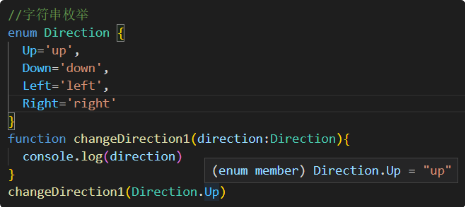 //字符串枚举
enum Direction {
  Up='up',
  Down='down',
  Left='left',
  Right='right'
}
function changeDirection1(direction:Direction){
  console.log(direction)
(enum member) Direction.Up = "up"
}
changeDirection1(Direction.Up)